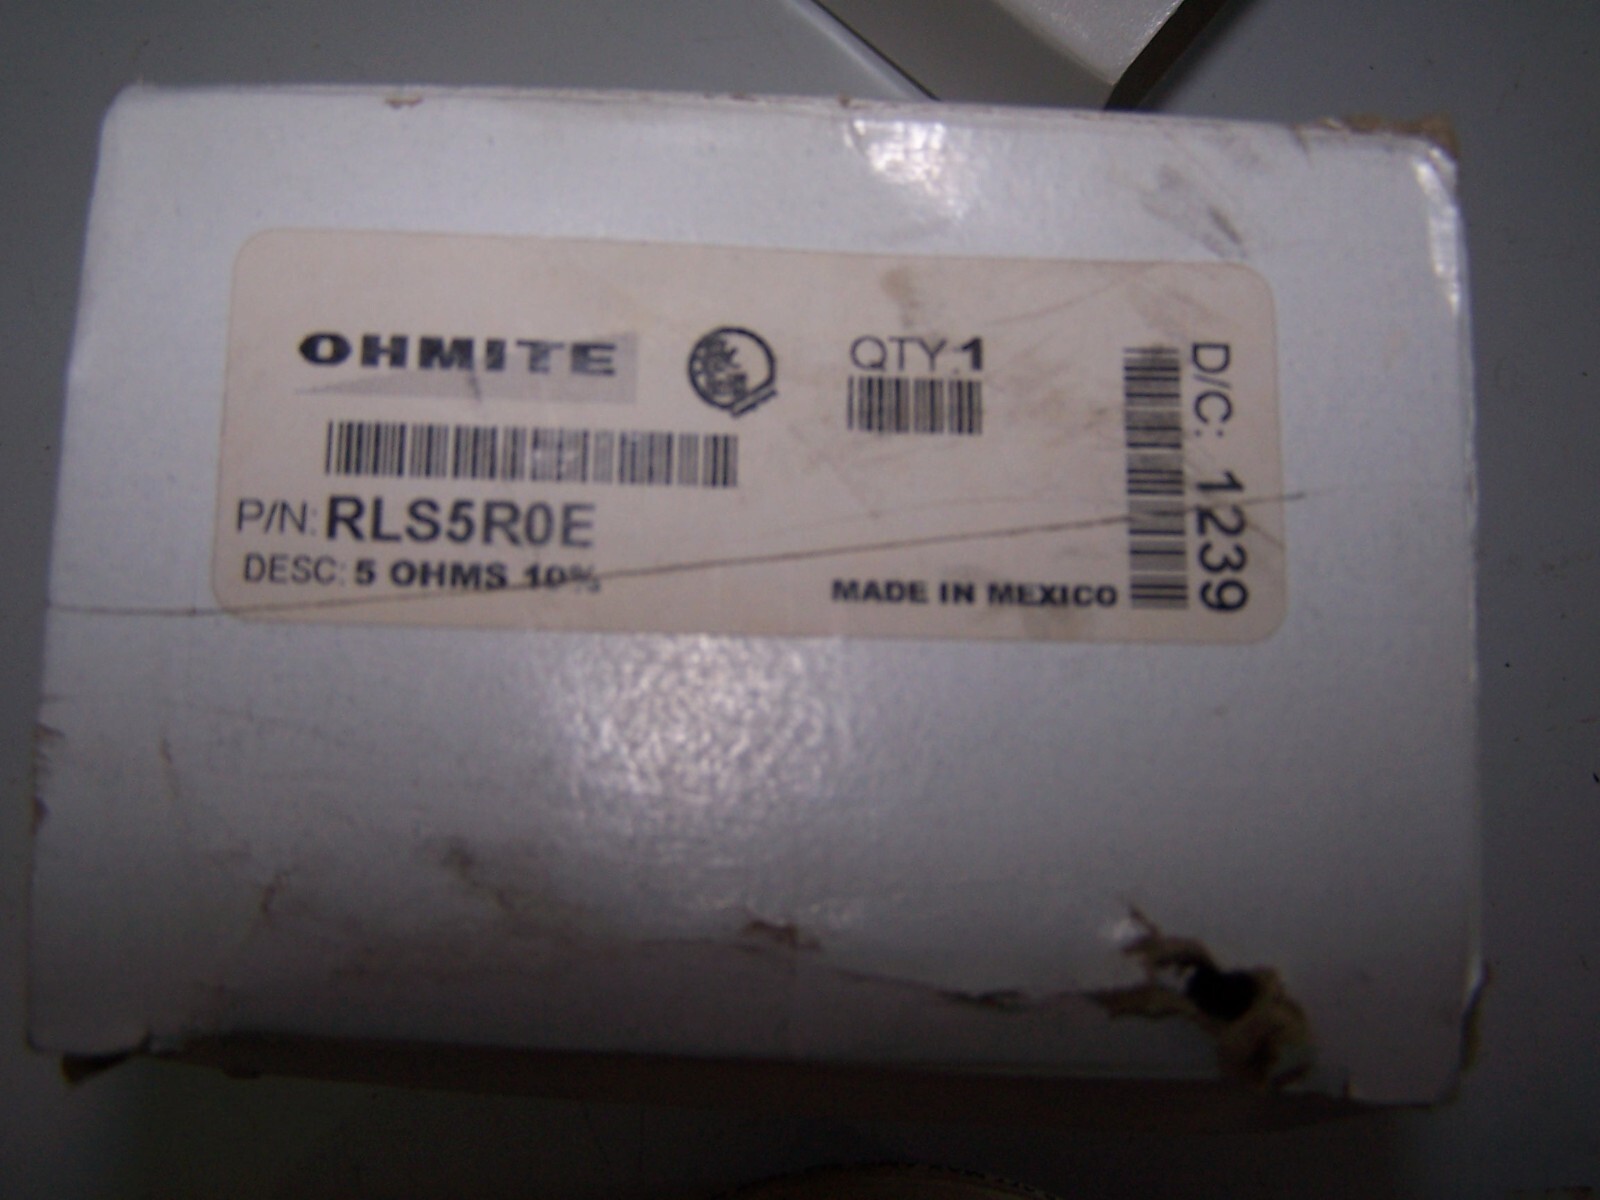 OHMITE
QTY:1
P/N: RLS5R0E
DESC: 5 OHMS 10%
MADE IN MEXICO
D/C: 1239